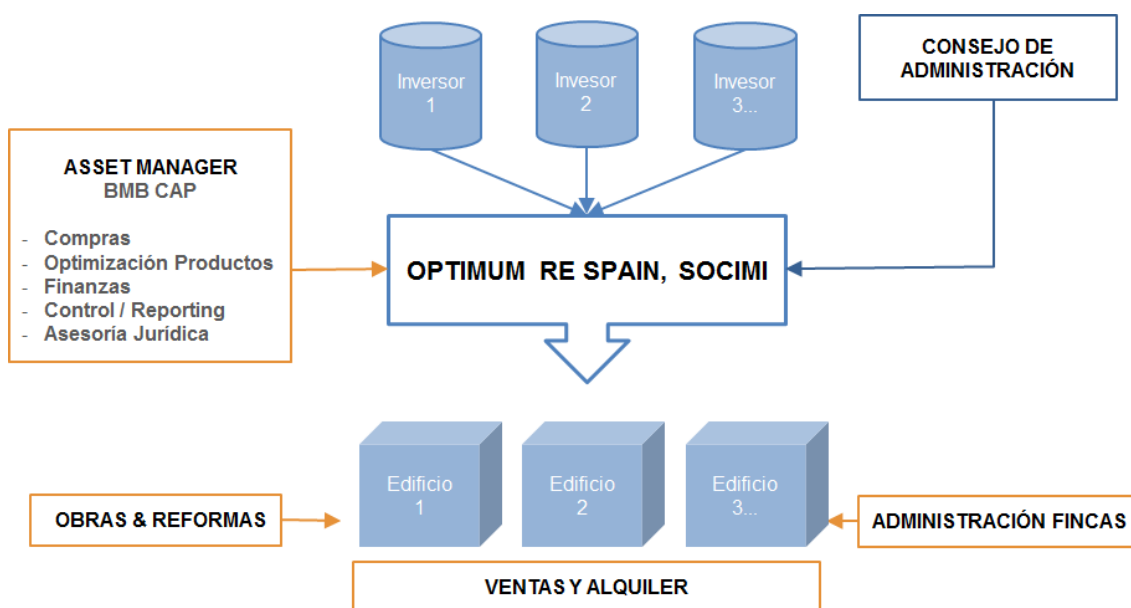 Inversor
1
Invesor
2
Invesor
3...
CONSEJO DE
ADMINISTRACIÓN
ASSET MANAGER
BMB CAP
- Compras
- Optimización Productos
- Finanzas
- Control / Reporting
- Asesoría Jurídica
OPTIMUM RE SPAIN, SOCIMI
Edificio
1
Edificio
2
Edificio
3...
OBRAS & REFORMAS
ADMINISTRACIÓN FINCAS
VENTAS Y ALQUILER